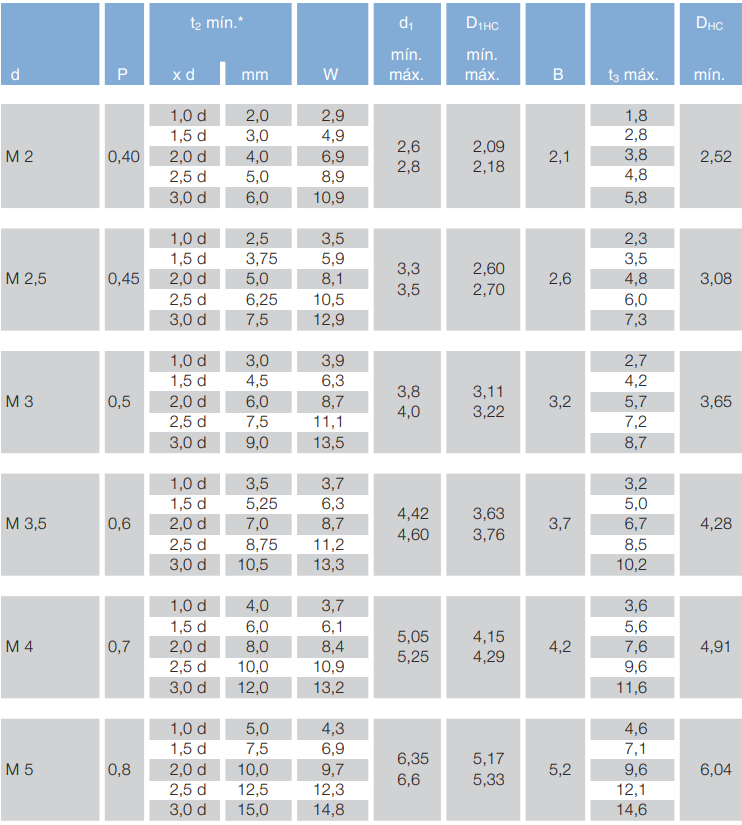 d P t₂ mín.* x d mm W d₁ mín. máx. D₁HC mín. máx. B t₃ máx. DHC mín.
1,0 d 2,0 2,9 1,8
1,5 d 3,0 4,9 2,8
M 2 0,40 2,0 d 4,0 6,9 2,6 2,8 2,09 2,18 2,1 3,8 2,52
2,5 d 5,0 8,9 4,8
3,0 d 6,0 10,9 5,8
1,0 d 2,5 3,5 2,3
1,5 d 3,75 5,9 3,5
M 2,5 0,45 2,0 d 5,0 8,1 3,3 3,5 2,60 2,70 2,6 4,8 3,08
2,5 d 6,25 10,5 6,0
3,0 d 7,5 12,9 7,3
1,0 d 3,0 3,9 2,7
1,5 d 4,5 6,3 4,2
M 3 0,5 2,0 d 6,0 8,7 3,8 4,0 3,11 3,22 3,2 5,7 3,65
2,5 d 7,5 11,1 7,2
3,0 d 9,0 13,5 8,7
1,0 d 3,5 3,7 3,2
1,5 d 5,25 6,3 5,0
M 3,5 0,6 2,0 d 7,0 8,7 4,42 4,60 3,63 3,76 3,7 6,7 4,28
2,5 d 8,75 11,2 8,5
3,0 d 10,5 13,3 10,2
1,0 d 4,0 3,7 3,6
1,5 d 6,0 6,1 5,6
M 4 0,7 2,0 d 8,0 8,4 5,05 5,25 4,15 4,29 4,2 7,6 4,91
2,5 d 10,0 10,9 9,6
3,0 d 12,0 13,2 11,6
1,0 d 5,0 4,3 4,6
1,5 d 7,5 6,9 7,1
M 5 0,8 2,0 d 10,0 9,7 6,35 6,6 5,17 5,33 5,2 9,6 6,04
2,5 d 12,5 12,3 12,1
3,0 d 15,0 14,8 14,6